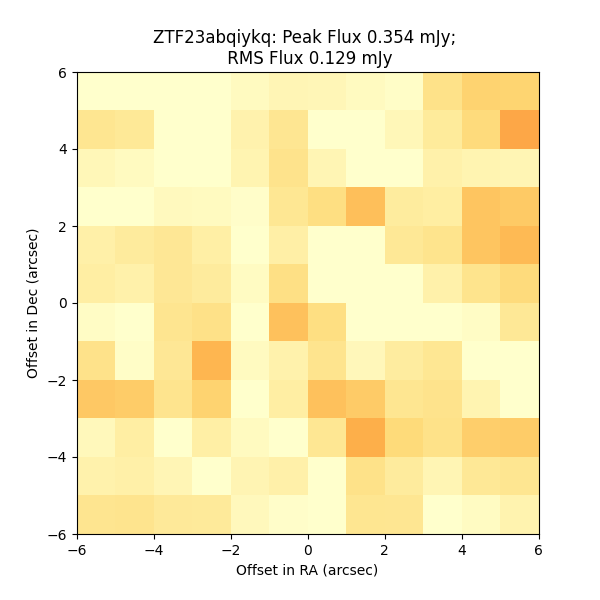 ZTF23abqiykq: Peak Flux 0.354 mJy;
RMS Flux 0.129 mJy
6
4
2
0
−2
−4
−6
Offset in Dec (arcsec)
−6 −4 −2 0 2 4 6
Offset in RA (arcsec)